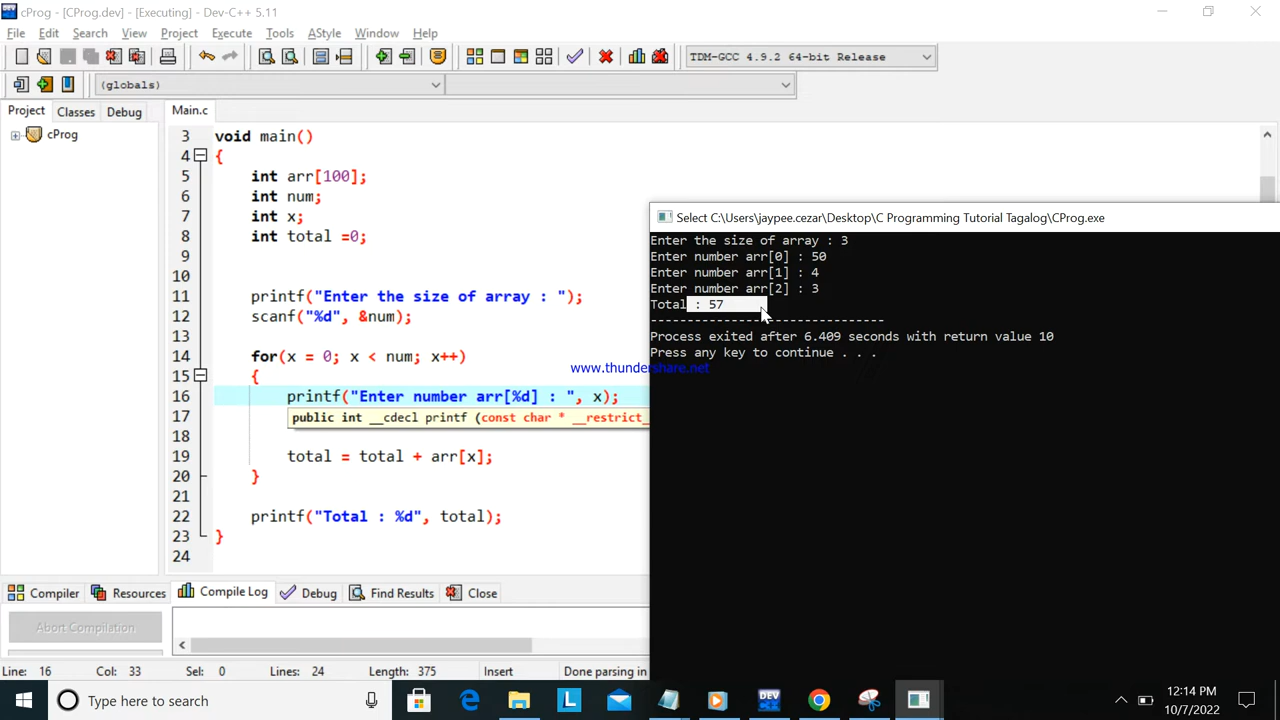 cProg - [CProg.dev] - [Executing] - Dev-C++ 5.11
File Edit Search View Project Execute Tools AStyle Window Help
TDM-GCC 4.9.2 64-bit Release
(globals)
Project Classes Debug Main.c
cProg
3 void main()
4 {
5 int arr[100];
6 int num;
7 int x;
8 int total =0;
9
10
11 printf("Enter the size of array : ");
12 scanf("%d", &num);
13
14 for(x = 0; x < num; x++)
15 {
16 printf("Enter number arr[%d] : ", x);
17 public int __cdecl printf (const char * __restrict_
18
19 total = total + arr[x];
20 }
21
22 printf("Total : %d", total);
23 }
24
Select C:\Users\jaypee.cezar\Desktop\C Programming Tutorial Tagalog\CProg.exe
Enter the size of array : 3
Enter number arr[0] : 50
Enter number arr[1] : 4
Enter number arr[2] : 3
Total : 57
--------------------------------
Process exited after 6.409 seconds with return value 10
Press any key to continue . . .
www.thundershare.net
Compiler Resources Compile Log Debug Find Results Close
Abort Compilation
Line: 16 Col: 33 Sel: 0 Lines: 24 Length: 375 Insert Done parsing in
Type here to search
12:14 PM
10/7/2022